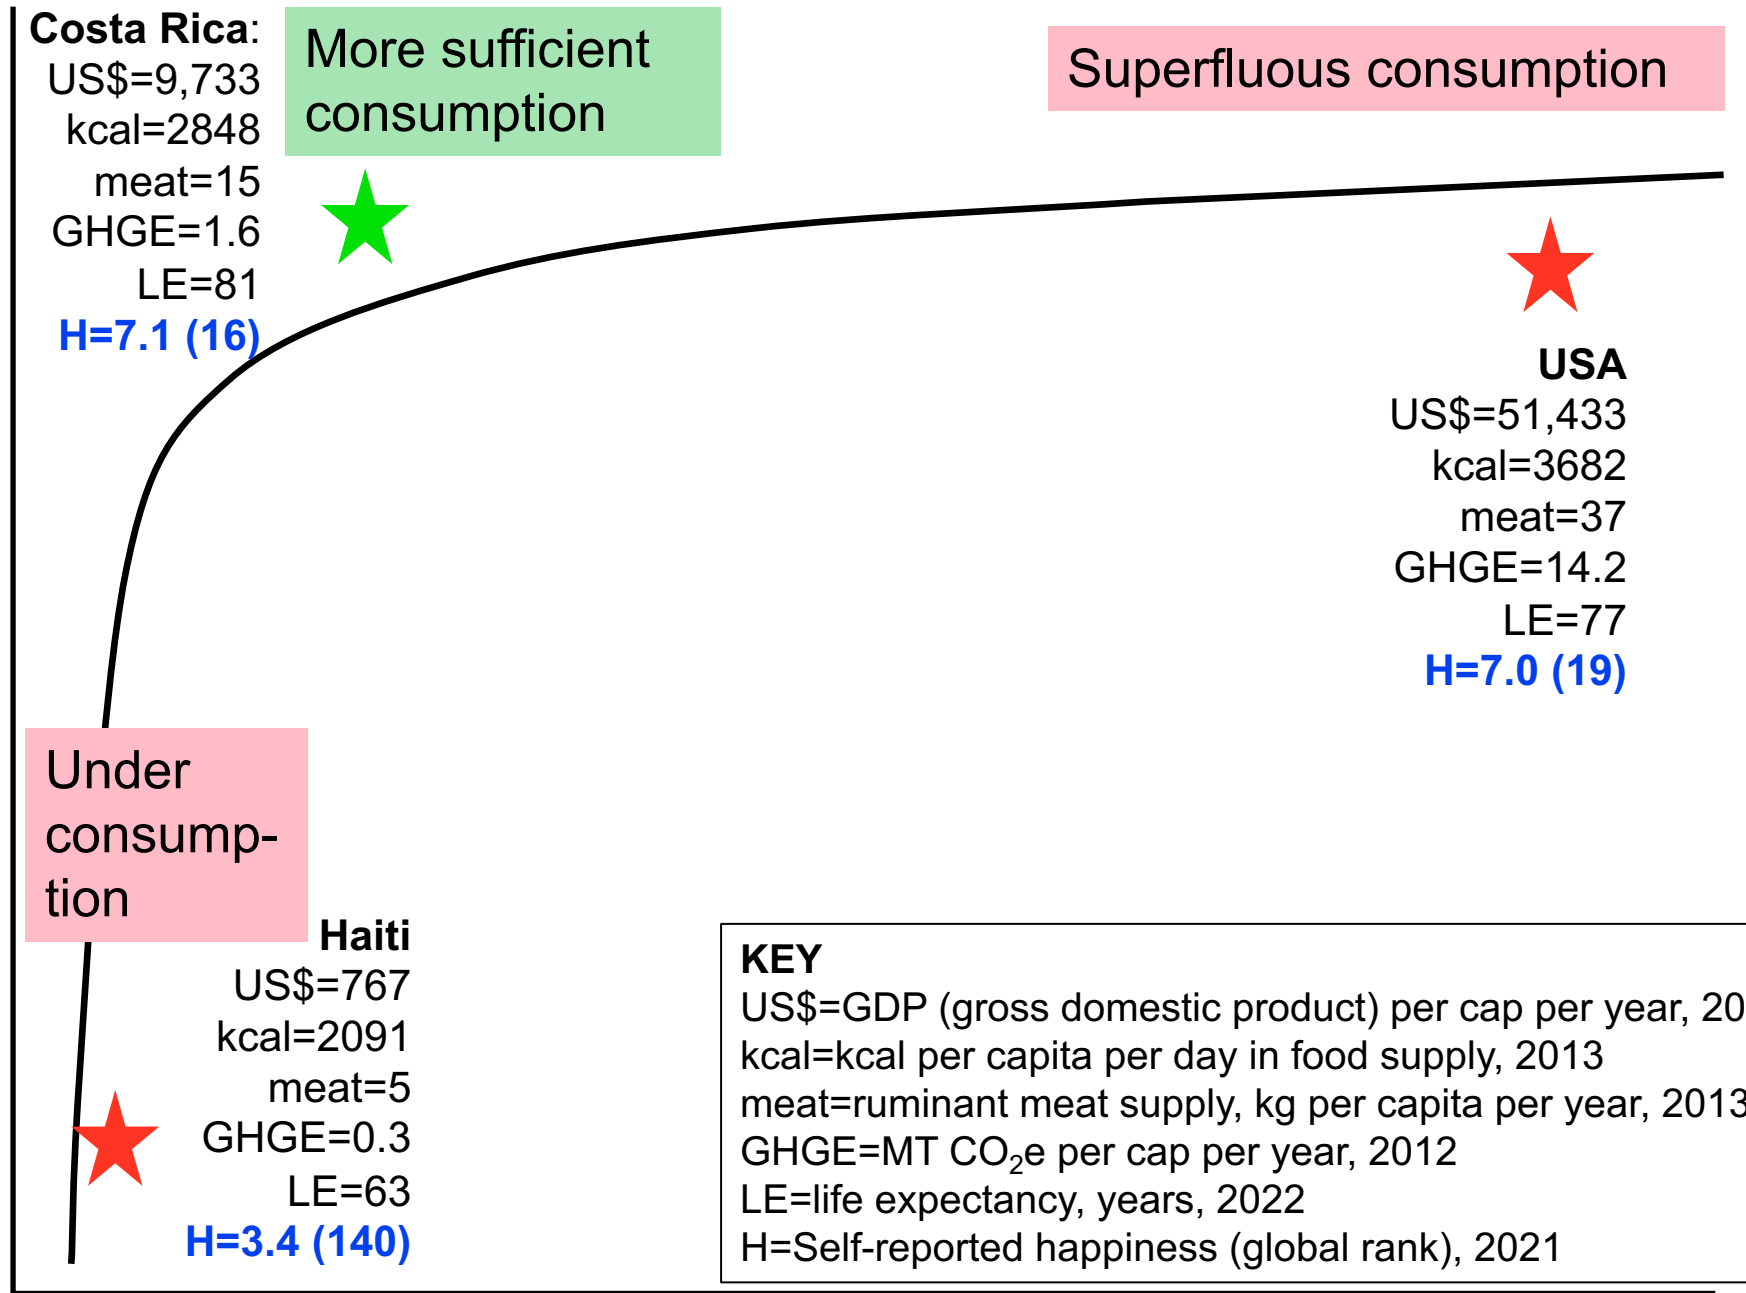 Costa Rica:
US$=9,733
kcal=2848
meat=15
GHGE=1.6
LE=81
H=7.1 (16)
More sufficient
consumption
Superfluous consumption
USA
US$=51,433
kcal=3682
meat=37
GHGE=14.2
LE=77
H=7.0 (19)
Under
consump-
tion
Haiti
US$=767
kcal=2091
meat=5
GHGE=0.3
LE=63
H=3.4 (140)
KEY
US$=GDP (gross domestic product) per cap per year, 20
kcal=kcal per capita per day in food supply, 2013
meat=ruminant meat supply, kg per capita per year, 2013
GHGE=MT CO₂e per cap per year, 2012
LE=life expectancy, years, 2022
H=Self-reported happiness (global rank), 2021